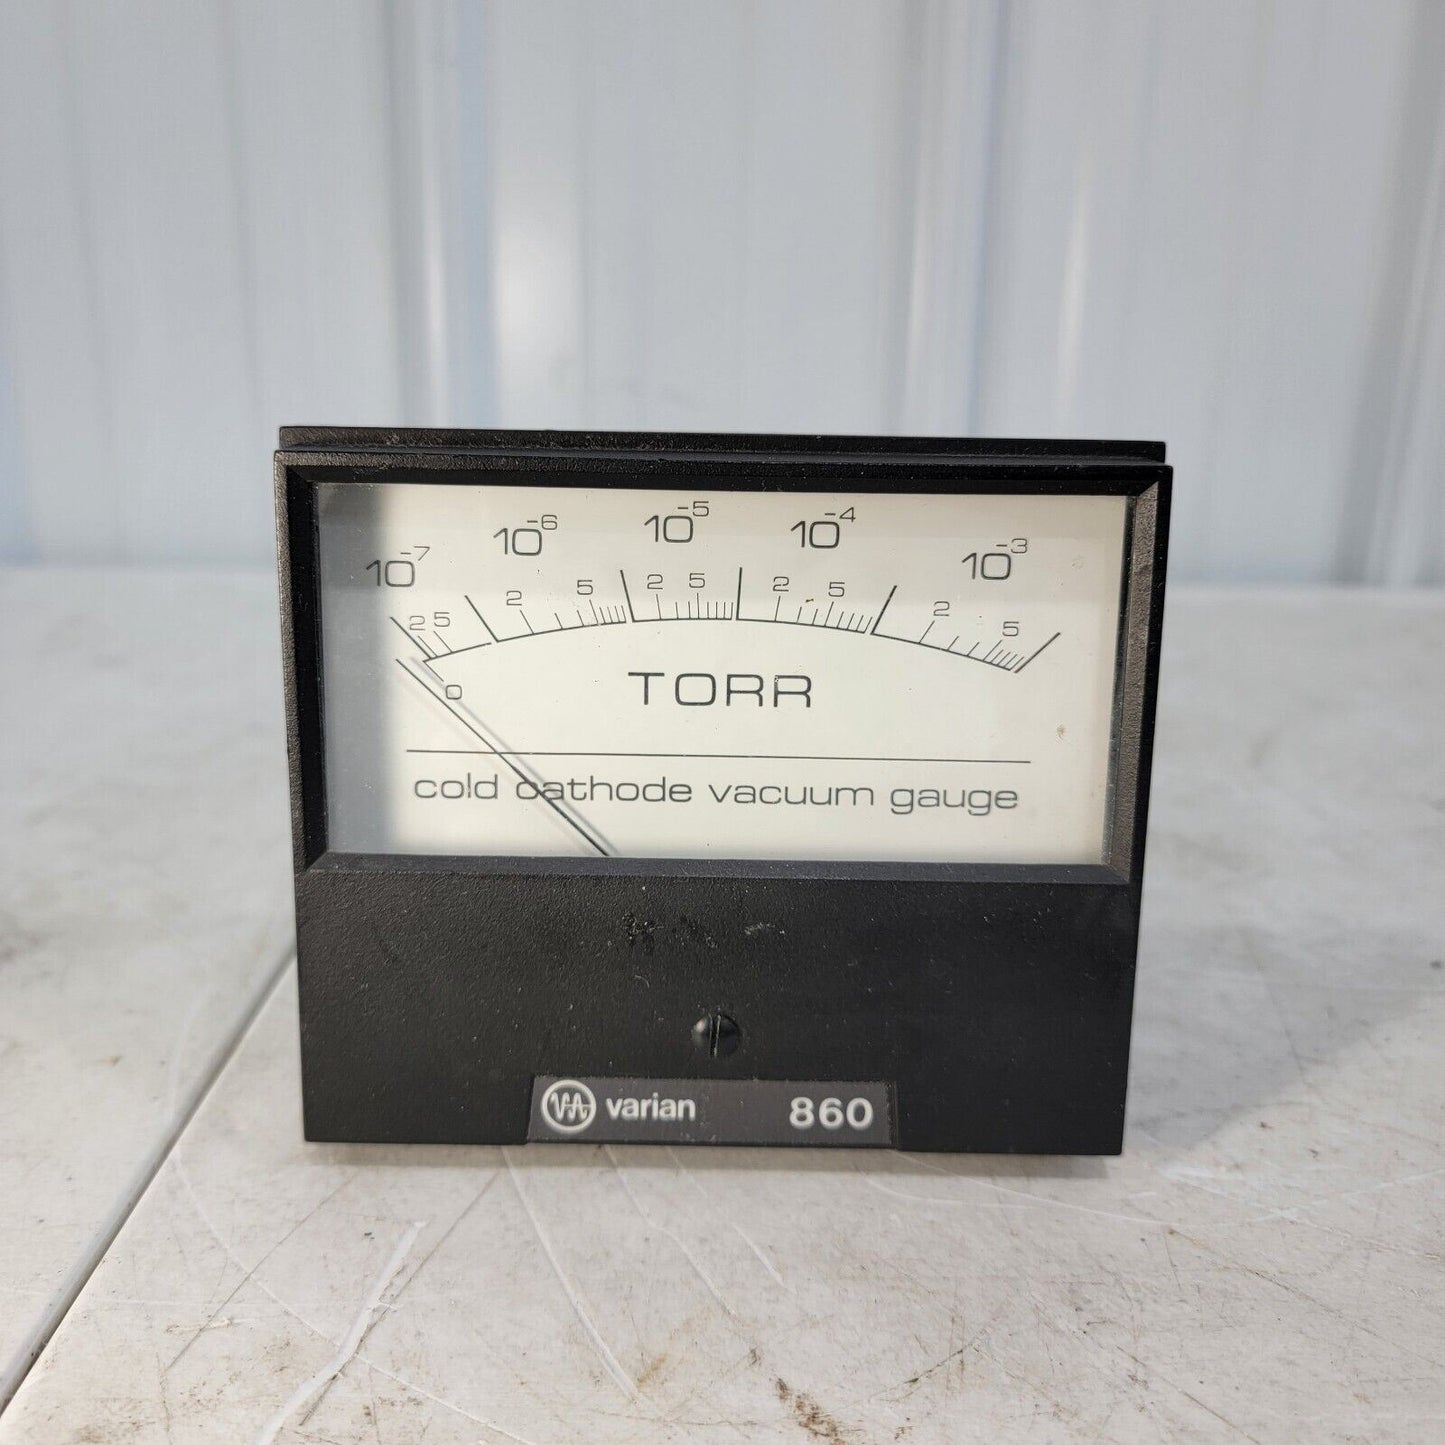 10-7 10-6 10-5 10-4 10-3
2 5 2 5 2 5 2 5 2 5
0
TORR
cold cathode vacuum gauge
varian 860